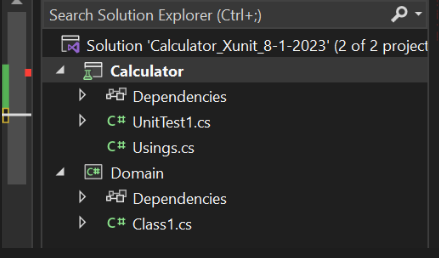 Search Solution Explorer (Ctrl+;)
Solution 'Calculator_Xunit_8-1-2023' (2 of 2 project
Calculator
Dependencies
C# UnitTest1.cs
C# Usings.cs
C# Domain
Dependencies
C# Class1.cs